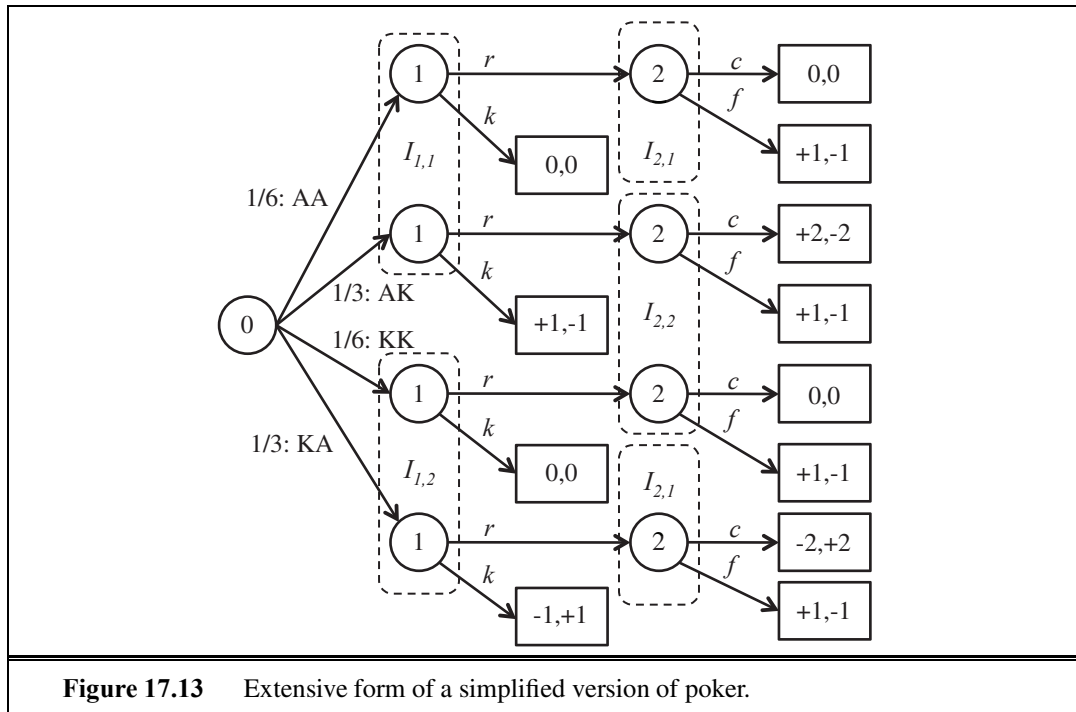 1 r 2 c 0,0
f
k
I1,1 0,0 I2,1 +1,-1
1/6: AA
1 r 2 c +2,-2
f
k
1/3: AK
0 +1,-1 I2,2 +1,-1
1/6: KK
1 r 2 c 0,0
f
k
1/3: KA
I1,2 0,0 I2,1 +1,-1
1 r 2 c -2,+2
f
k
-1,+1 +1,-1
Figure 17.13 Extensive form of a simplified version of poker.